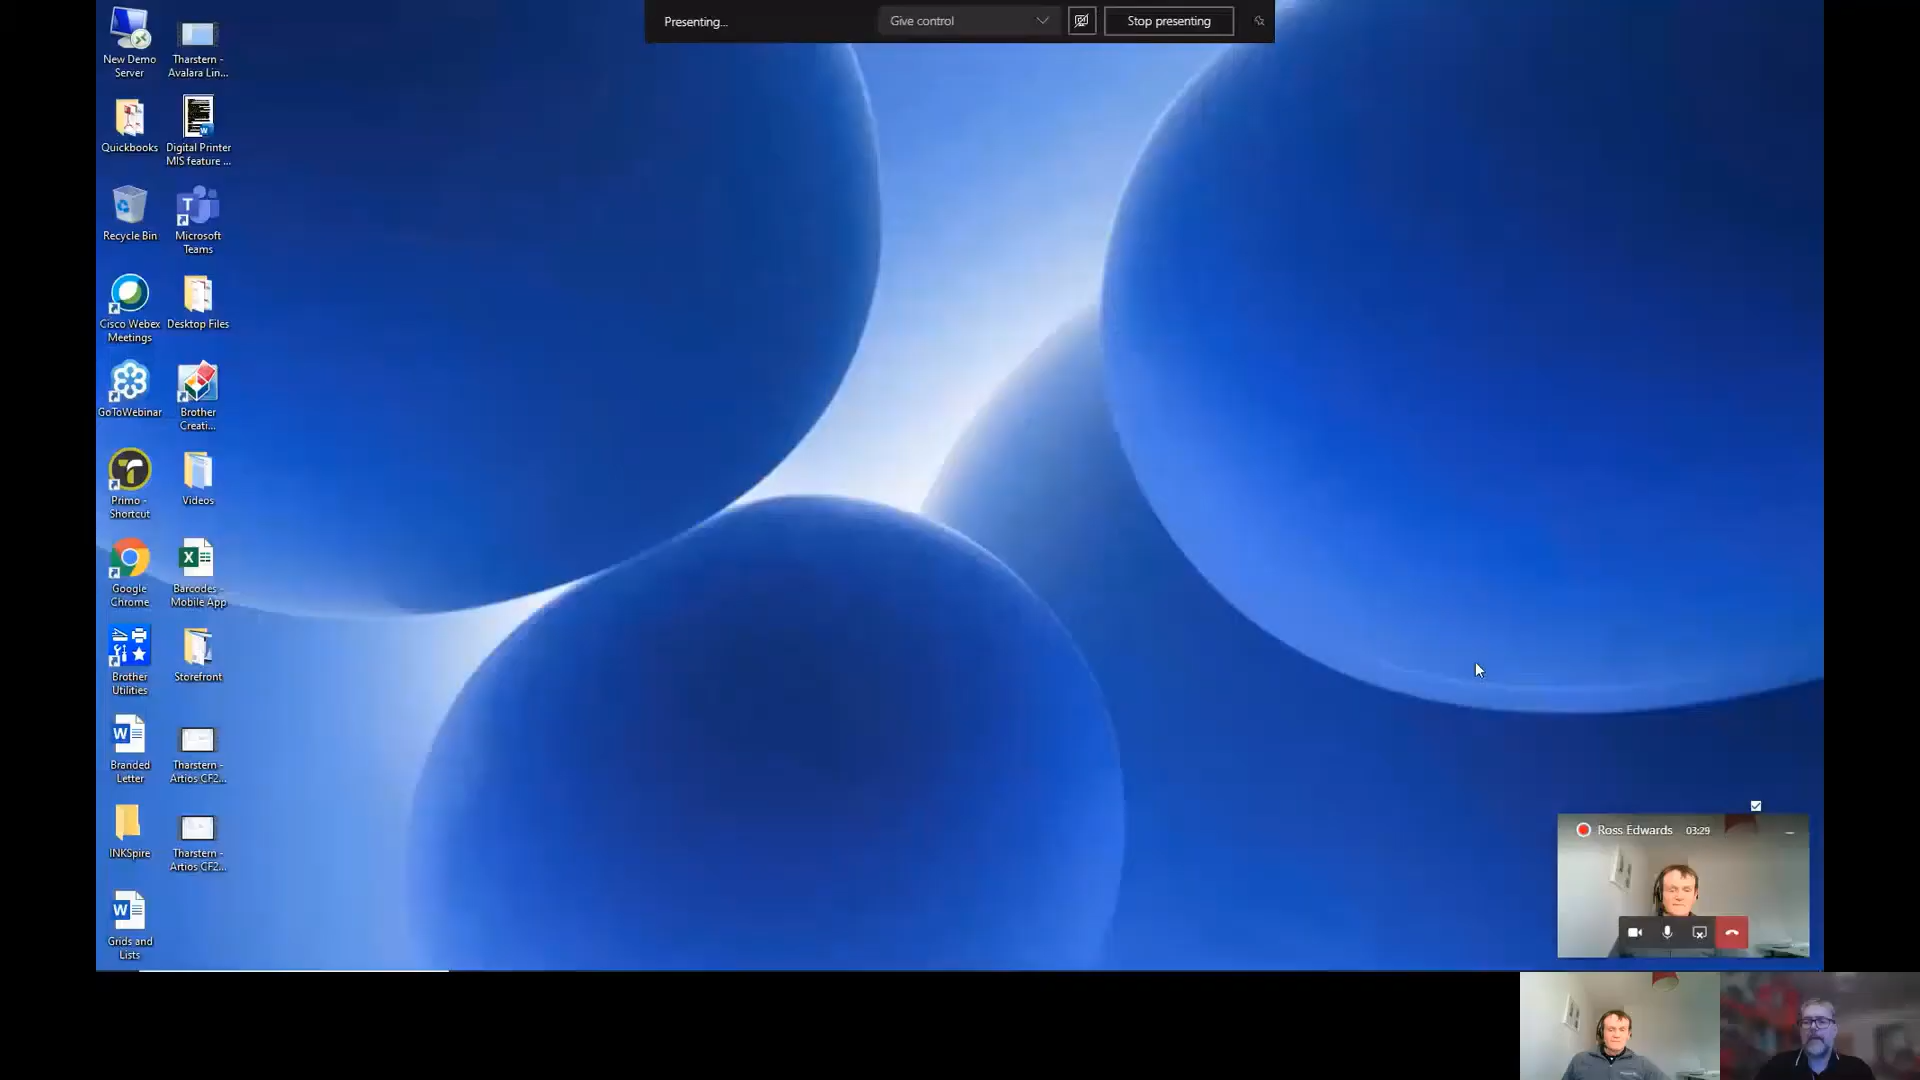 Presenting...
Give control
Stop presenting
New Demo
Server
Tharstern -
Avalara Lin...
Quickbooks
Digital Printer
MIS feature ...
Recycle Bin
Microsoft
Teams
Cisco Webex
Meetings
Desktop Files
GoToWebinar
Brother
Creati...
Primo -
Shortcut
Videos
Google
Chrome
Barcodes -
Mobile App
Brother
Utilities
Storefront
Branded
Letter
Tharstern -
Artios CF2...
INKSpire
Tharstern -
Artios CF2...
Grids and
Lists
Ross Edwards 03:29